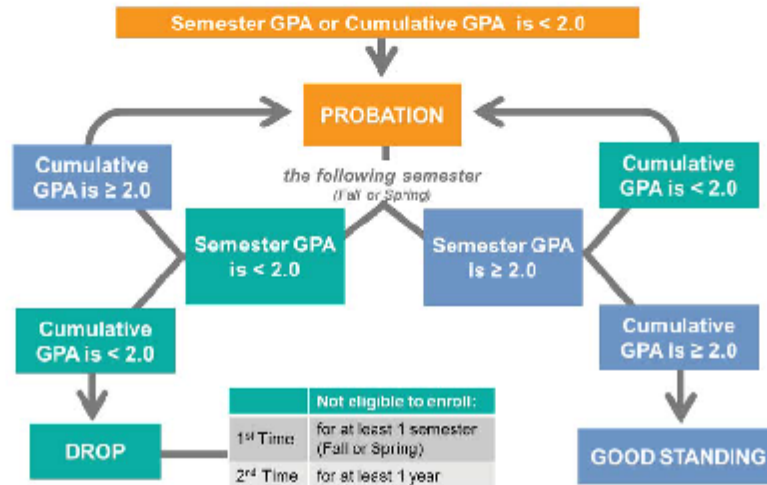 Semester GPA or Cumulative GPA is < 2.0
PROBATION
the following semester
(Fall or Spring)
Cumulative
GPA is ≥ 2.0
Cumulative
GPA is < 2.0
Semester GPA
is < 2.0
Semester GPA
is ≥ 2.0
Cumulative
GPA is < 2.0
Cumulative
GPA is ≥ 2.0
DROP
Not eligible to enroll:
1st Time for at least 1 semester
(Fall or Spring)
2nd Time for at least 1 year
GOOD STANDING